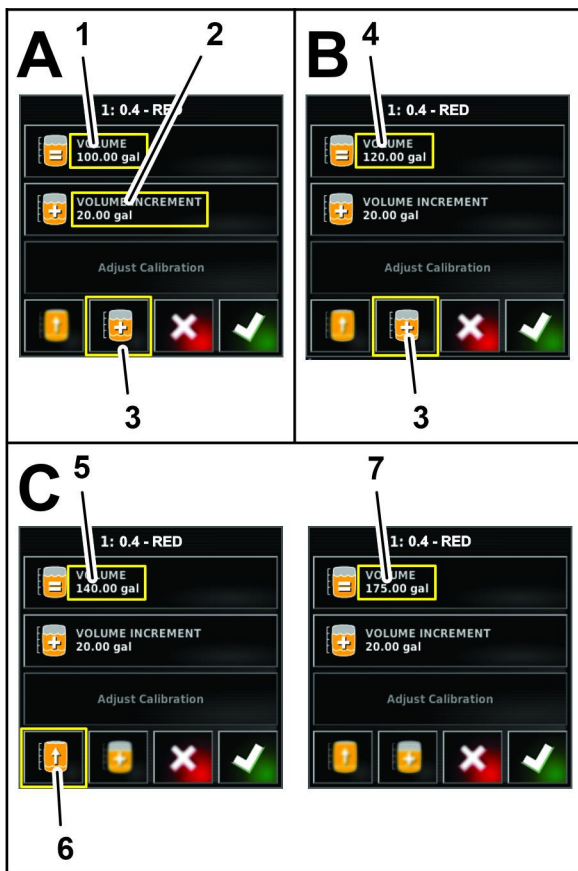 1
2
A
1: 0.4 - RED
VOLUME
100.00 gal
VOLUME INCREMENT
20.00 gal
Adjust Calibration
3
4
B
1: 0.4 - RED
VOLUME
120.00 gal
VOLUME INCREMENT
20.00 gal
Adjust Calibration
3
C
5
1: 0.4 - RED
VOLUME
140.00 gal
VOLUME INCREMENT
20.00 gal
Adjust Calibration
6
7
1: 0.4 - RED
VOLUME
175.00 gal
VOLUME INCREMENT
20.00 gal
Adjust Calibration